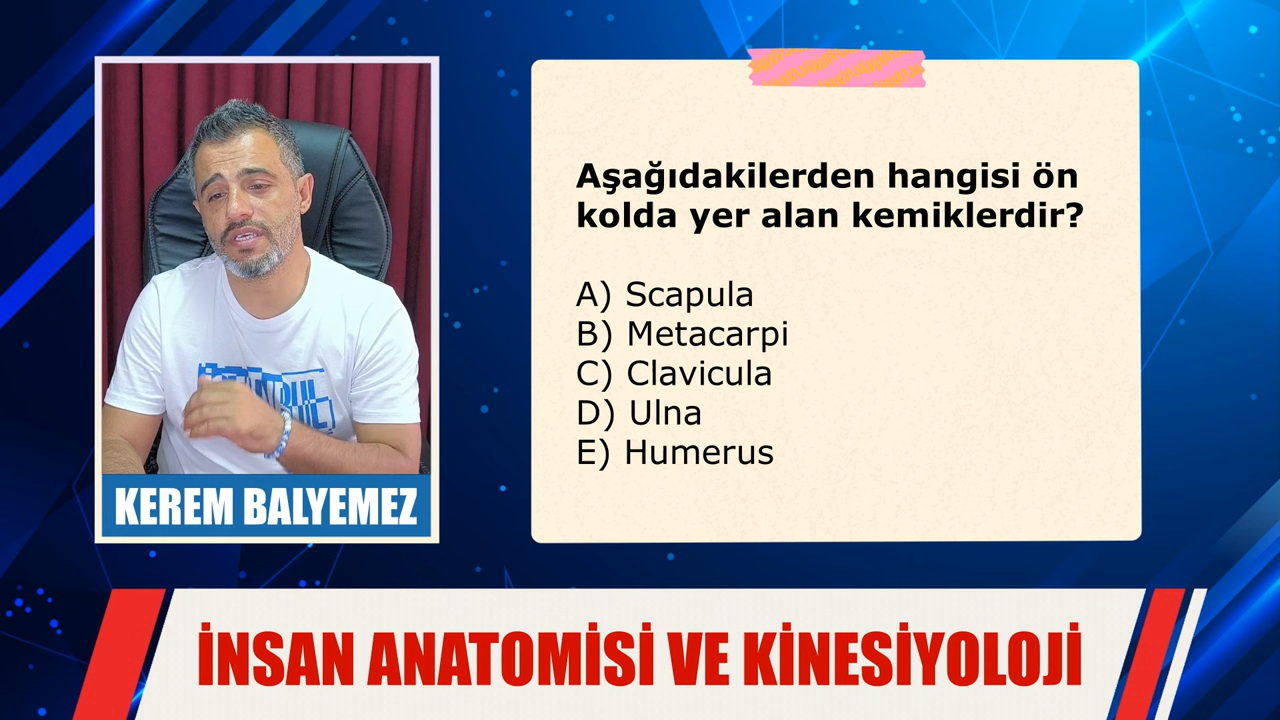 Aşağıdakilerden hangisi ön
kolda yer alan kemiklerdir?
A) Scapula
B) Metacarpi
C) Clavicula
D) Ulna
E) Humerus
KEREM BALYEMEZ
İNSAN ANATOMİSİ VE KİNESİYOLOJİ